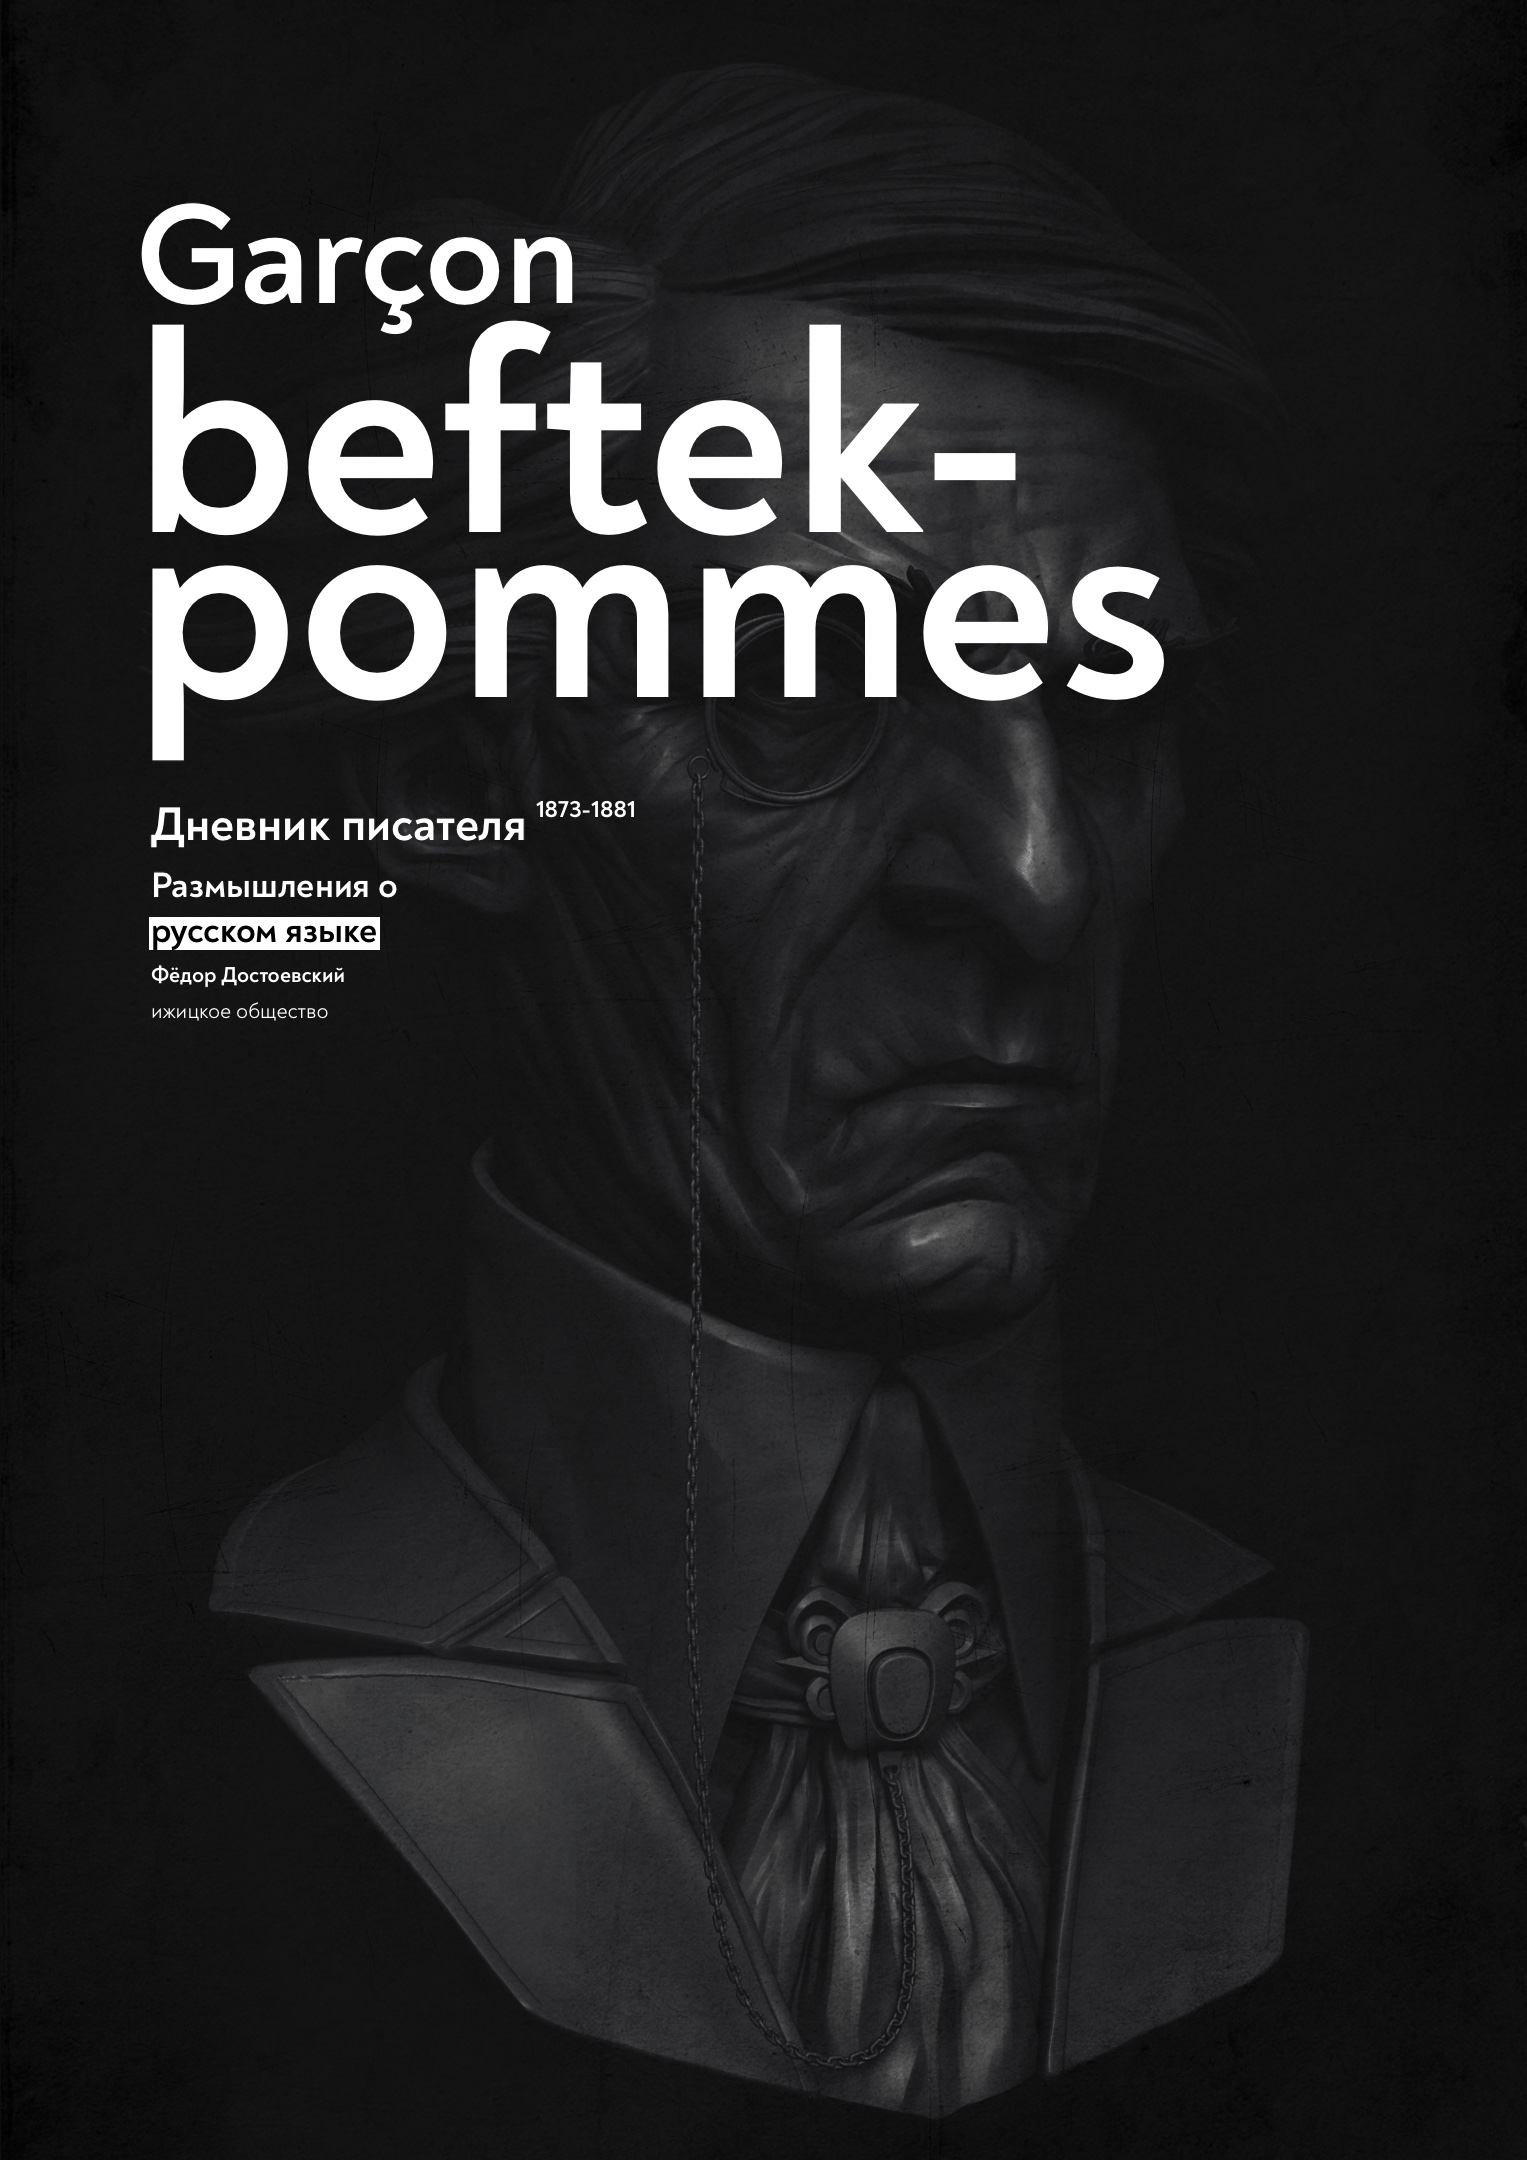 Garçon
beftek-
pommes
Дневник писателя 1873-1881
Размышления о
русском языке
Фёдор Достоевский
ижицкое общество